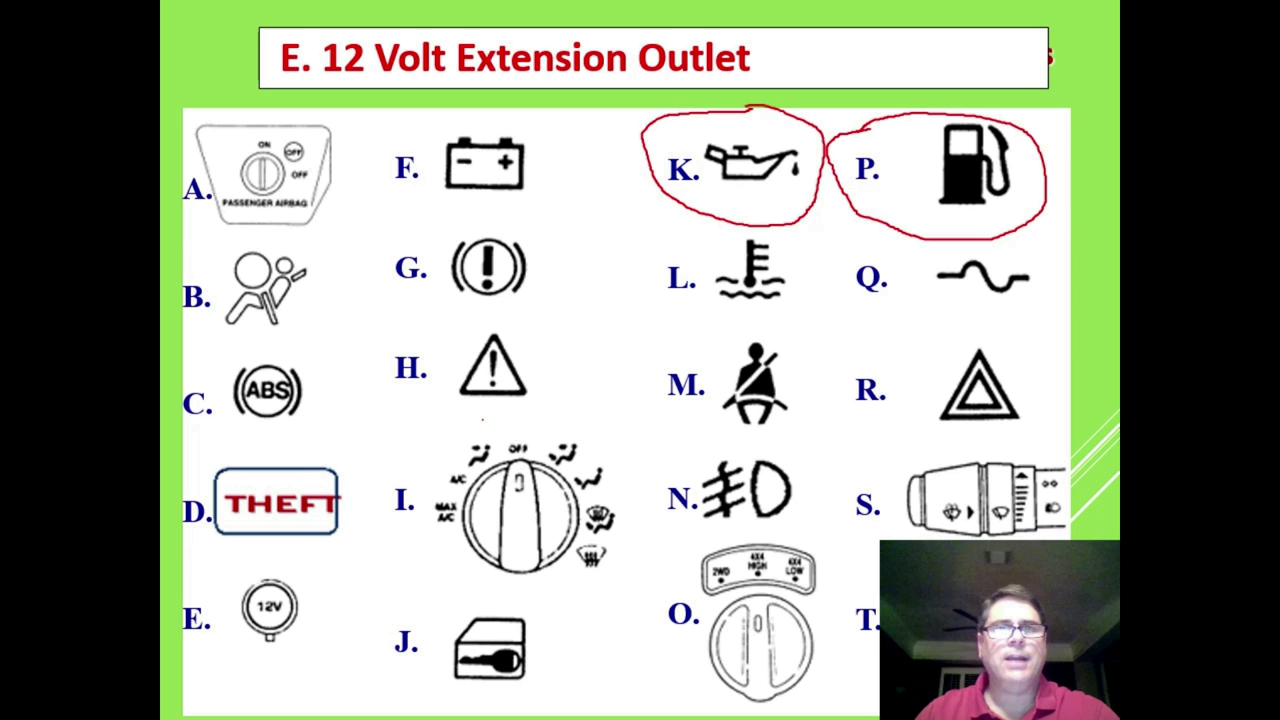 E. 12 Volt Extension Outlet
s
A.
ON
OFF
OFF
PASSENGER AIRBAG
B.
C.
ABS
D.
THEFT
E.
12V
F.
- +
G.
!
H.
!
I.
OFF
A/C
MAX
A/C
J.
K.
L.
M.
N.
O.
2WD
4X4
HIGH
4X4
LOW
P.
Q.
R.
S.
T.